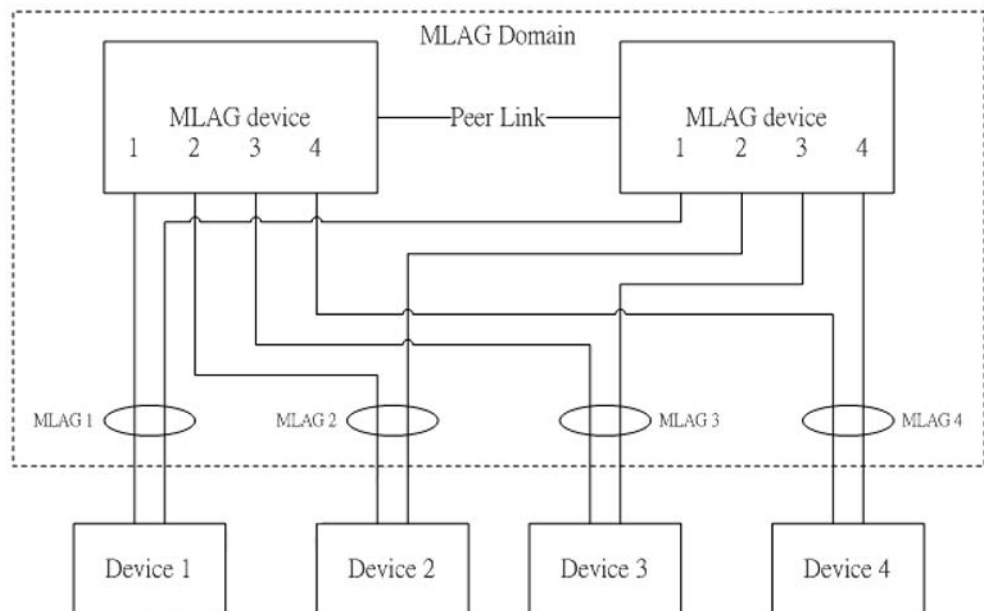 MLAG Domain
MLAG device
1 2 3 4
Peer Link
MLAG device
1 2 3 4
MLAG 1
MLAG 2
MLAG 3
MLAG 4
Device 1
Device 2
Device 3
Device 4